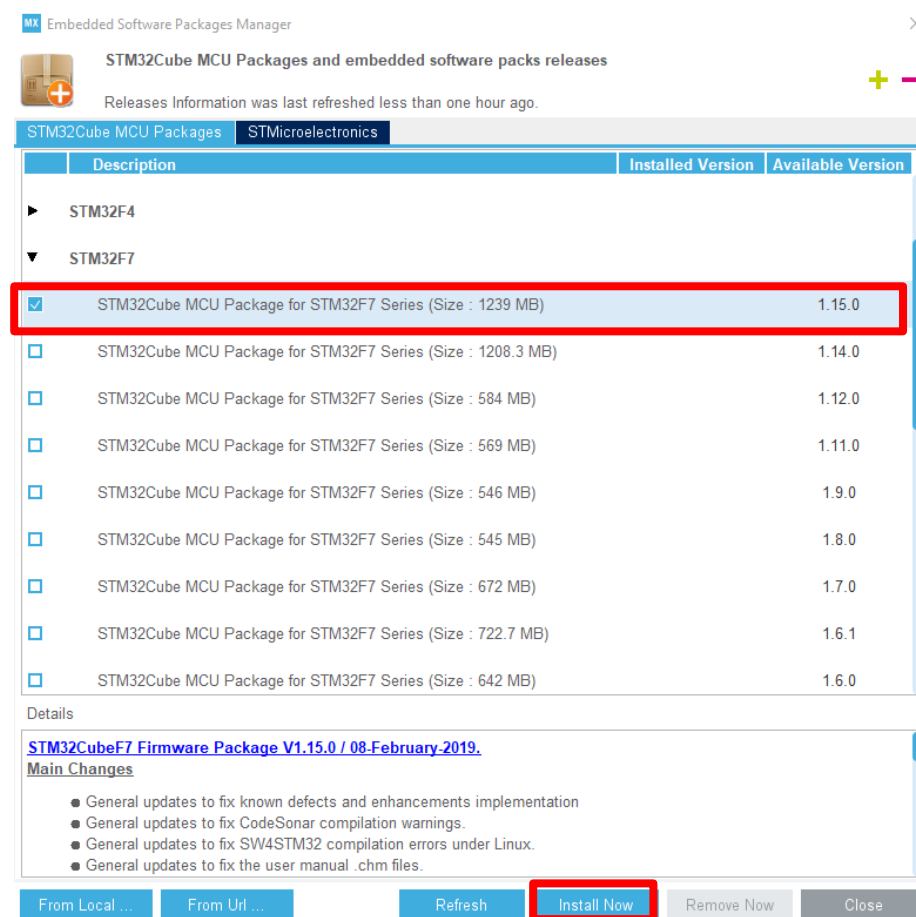 MX Embedded Software Packages Manager
STM32Cube MCU Packages and embedded software packs releases
Releases Information was last refreshed less than one hour ago.
STM32Cube MCU Packages STMicroelectronics
Description Installed Version Available Version
STM32F4
STM32F7
STM32Cube MCU Package for STM32F7 Series (Size : 1239 MB) 1.15.0
STM32Cube MCU Package for STM32F7 Series (Size : 1208.3 MB) 1.14.0
STM32Cube MCU Package for STM32F7 Series (Size : 584 MB) 1.12.0
STM32Cube MCU Package for STM32F7 Series (Size : 569 MB) 1.11.0
STM32Cube MCU Package for STM32F7 Series (Size : 546 MB) 1.9.0
STM32Cube MCU Package for STM32F7 Series (Size : 545 MB) 1.8.0
STM32Cube MCU Package for STM32F7 Series (Size : 672 MB) 1.7.0
STM32Cube MCU Package for STM32F7 Series (Size : 722.7 MB) 1.6.1
STM32Cube MCU Package for STM32F7 Series (Size : 642 MB) 1.6.0
Details
STM32CubeF7 Firmware Package V1.15.0 / 08-February-2019.
Main Changes
General updates to fix known defects and enhancements implementation
General updates to fix CodeSonar compilation warnings.
General updates to fix SW4STM32 compilation errors under Linux.
General updates to fix the user manual .chm files.
From Local ... From Url ... Refresh Install Now Remove Now Close